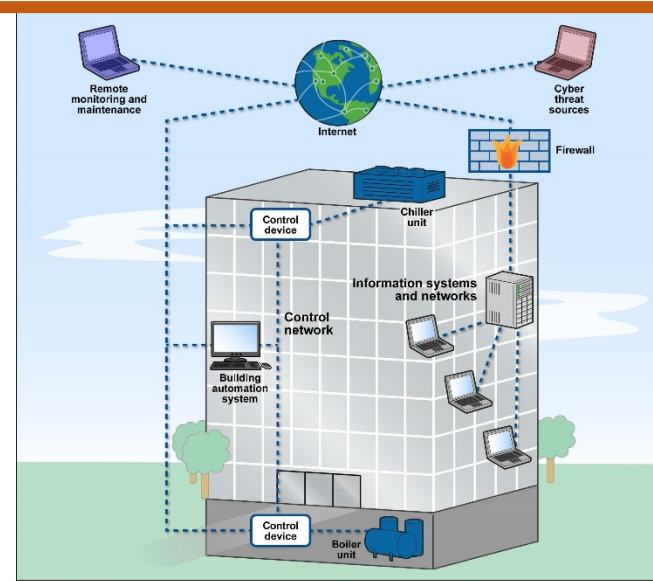 Remote
monitoring and
maintenance
Internet
Cyber
threat
sources
Firewall
Control
device
Chiller
unit
Information systems
and networks
Control
network
Building
automation
system
Control
device
Boiler
unit